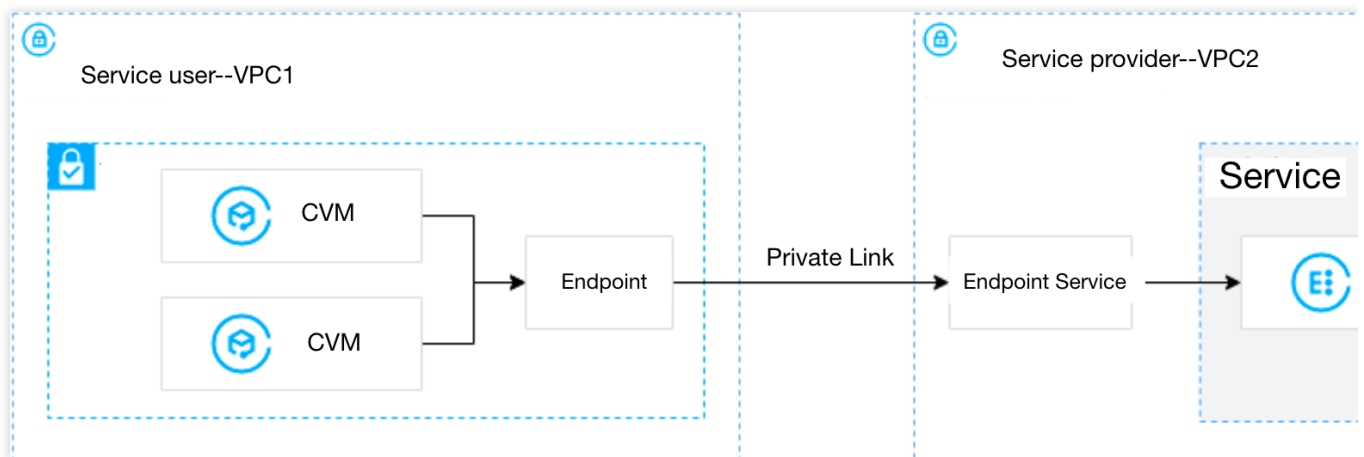 Service user--VPC1
Service provider--VPC2
Service
CVM
CVM
Endpoint
Private Link
Endpoint Service